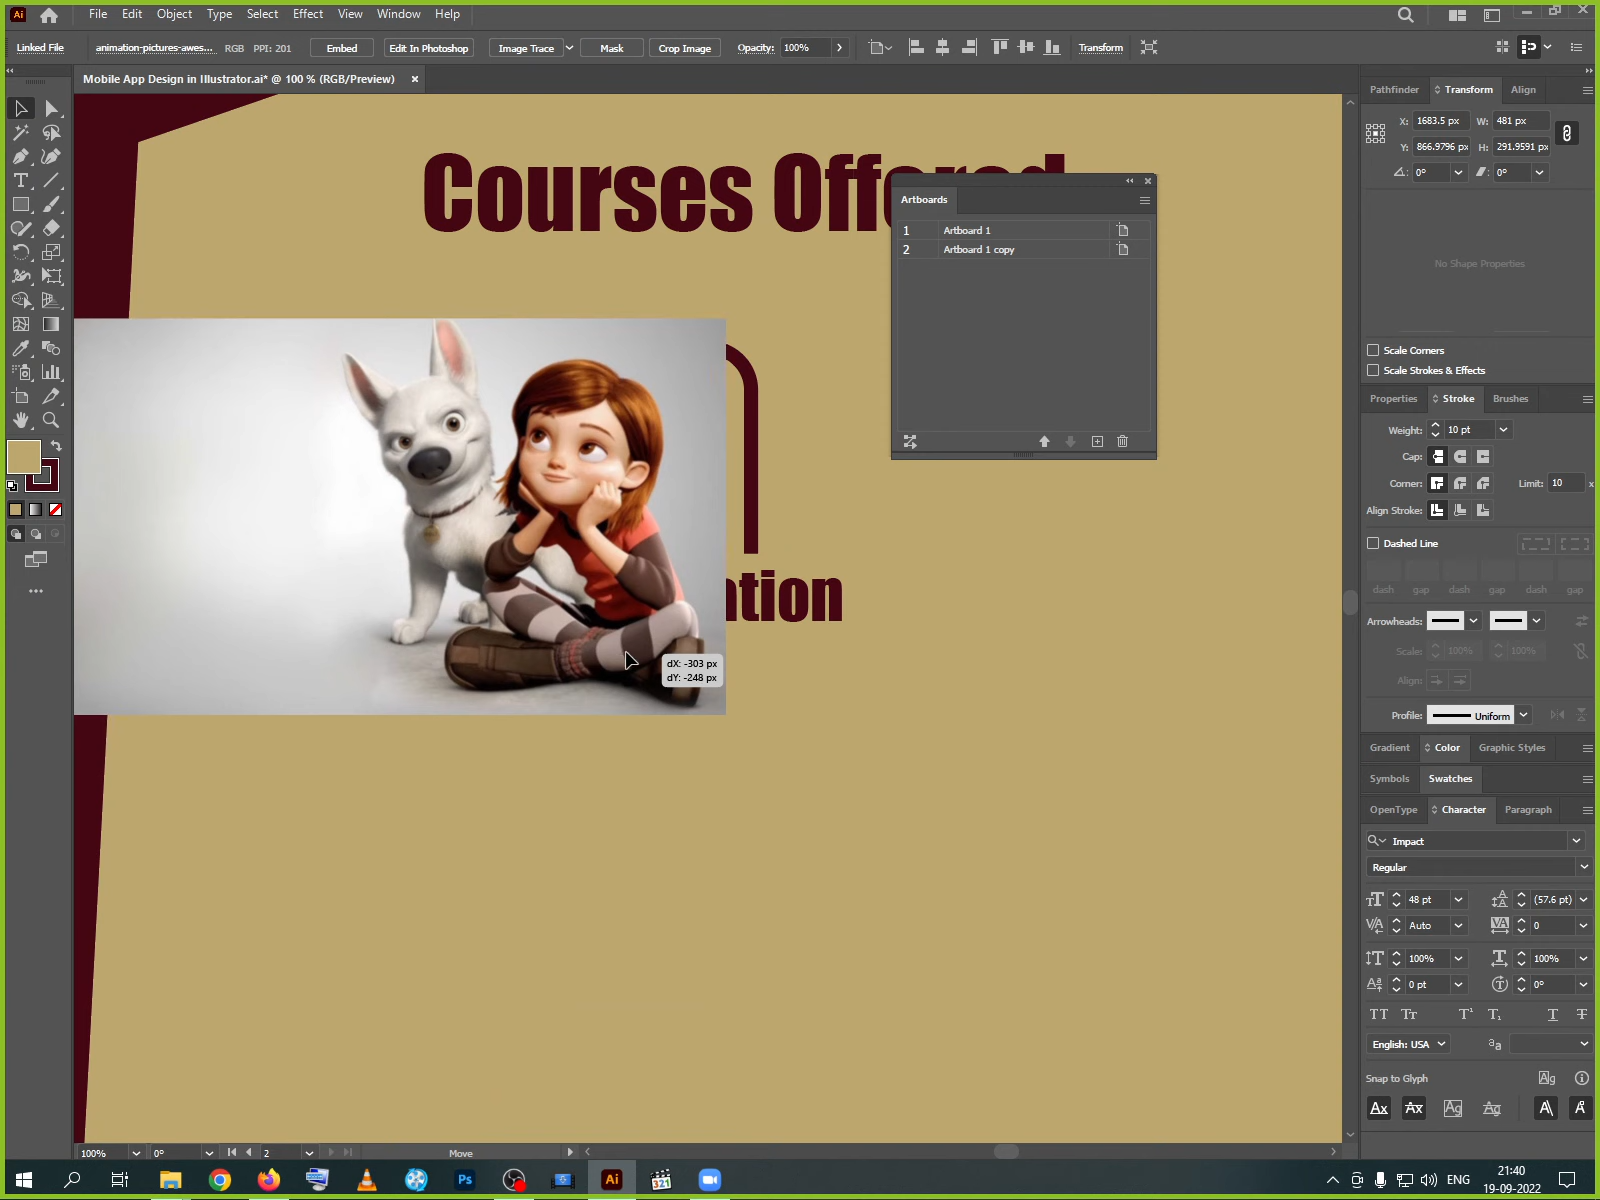 Ai File Edit Object Type Select Effect View Window Help
Linked File animation-pictures-awes... RGB PPI: 201 Embed Edit In Photoshop Image Trace Mask Crop Image Opacity: 100% Transform
Mobile App Design in Illustrator.ai* @ 100 % (RGB/Preview)
Courses Offered
Artboards
1 Artboard 1
2 Artboard 1 copy
ation
dX: -303 px
dY: -248 px
Pathfinder Transform Align
X: 1683.5 px W: 481 px
Y: 866.9796 px H: 291.9591 px
0° 0°
No Shape Properties
Scale Corners
Scale Strokes & Effects
Properties Stroke Brushes
Weight: 10 pt
Cap:
Corner: Limit: 10 x
Align Stroke:
Dashed Line
dash gap dash gap dash gap
Arrowheads:
Scale: 100% 100%
Align:
Profile: Uniform
Gradient Color Graphic Styles
Symbols Swatches
OpenType Character Paragraph
Impact
Regular
48 pt (57.6 pt)
Auto 0
100% 100%
0 pt 0°
English: USA
Snap to Glyph
100% 0° 2 Move
Ps Ai 321
ENG 21:40
19-09-2022